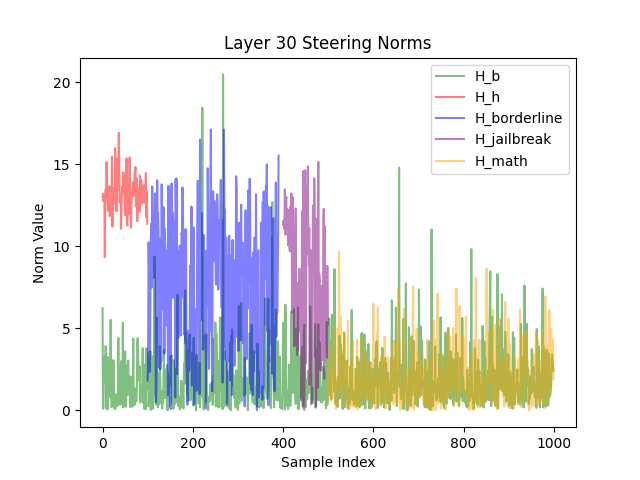 Layer 30 Steering Norms
H_b
H_h
H_borderline
H_jailbreak
H_math
Norm Value
20
15
10
5
0
0 200 400 600 800 1000
Sample Index